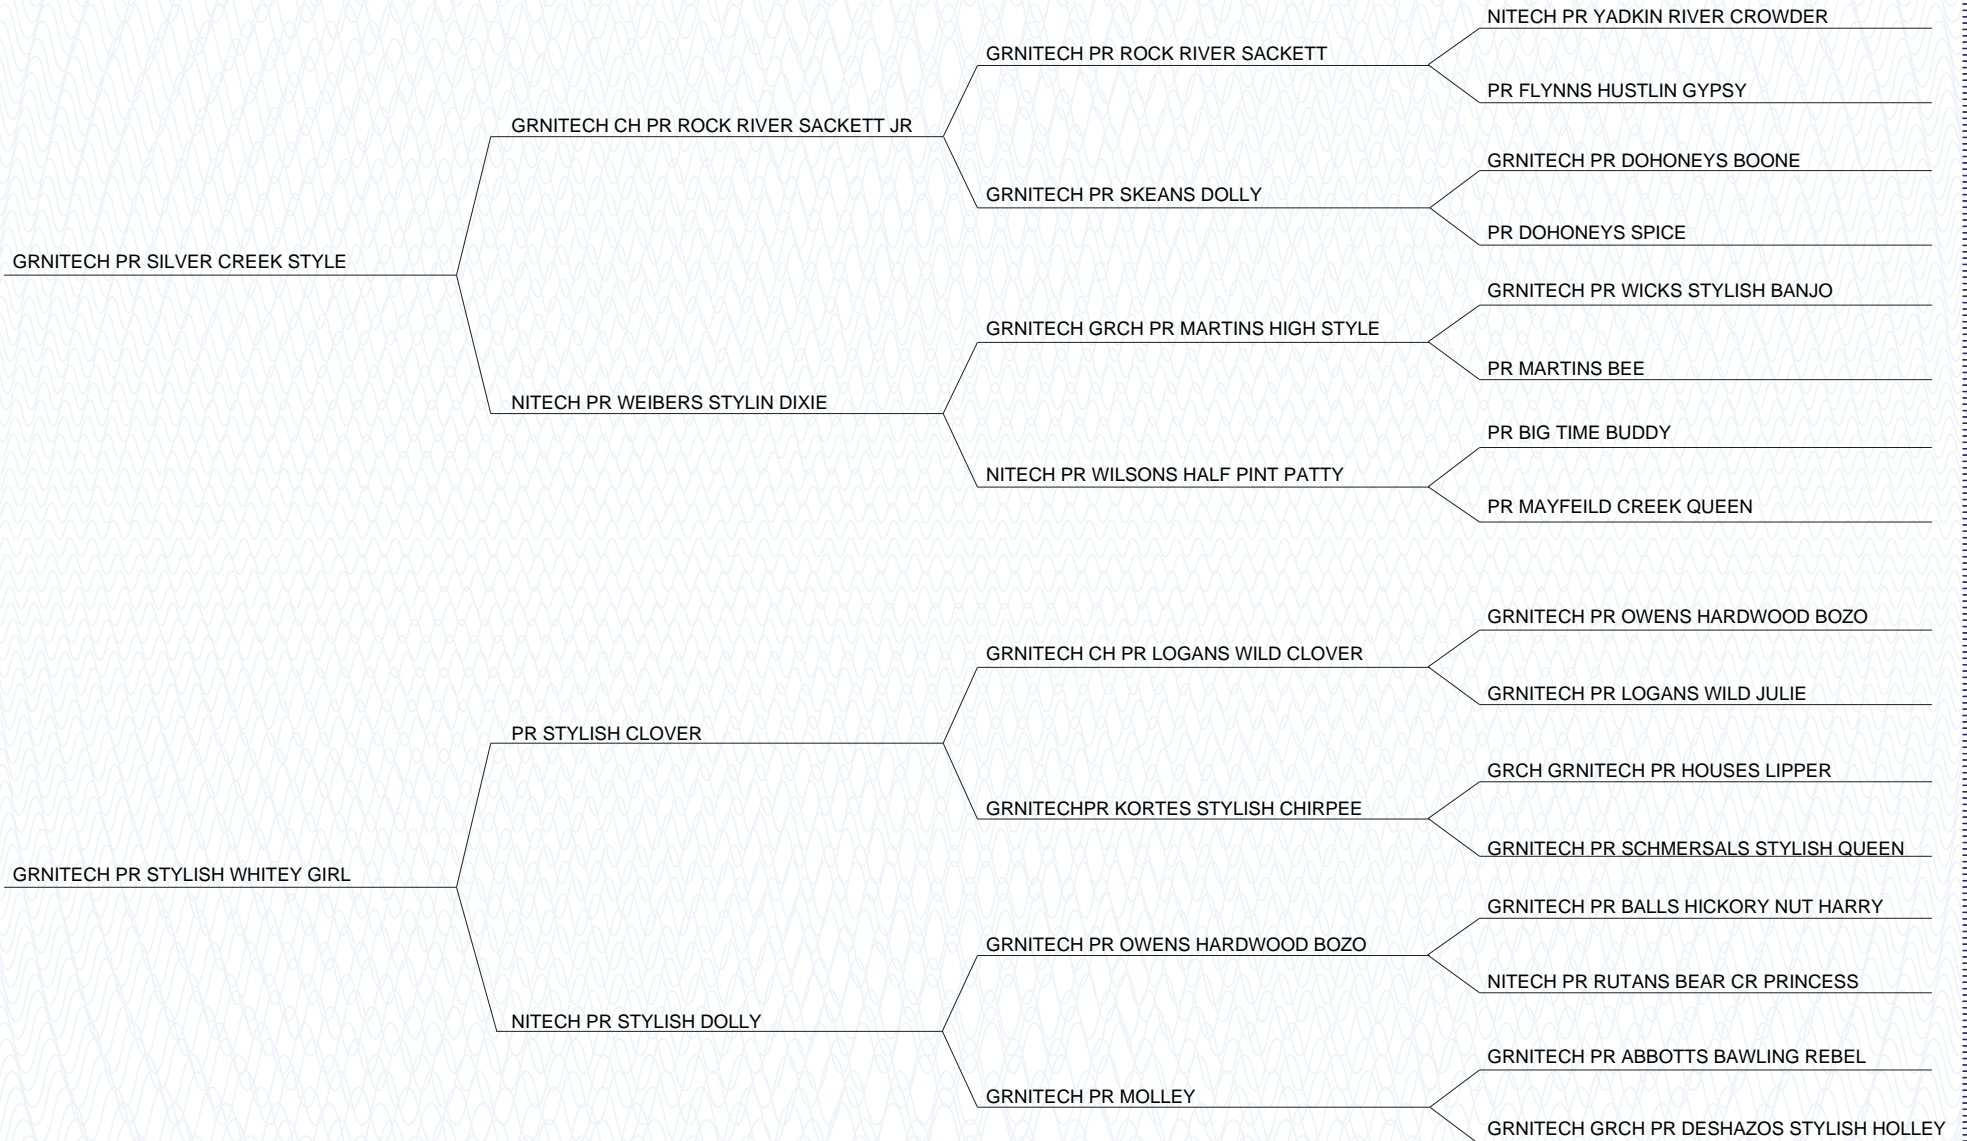 NITECH PR YADKIN RIVER CROWDER
GRNITECH PR ROCK RIVER SACKETT
PR FLYNNS HUSTLIN GYPSY
GRNITECH CH PR ROCK RIVER SACKETT JR
GRNITECH PR DOHONEYS BOONE
GRNITECH PR SKEANS DOLLY
PR DOHONEYS SPICE
GRNITECH PR SILVER CREEK STYLE
GRNITECH PR WICKS STYLISH BANJO
GRNITECH GRCH PR MARTINS HIGH STYLE
PR MARTINS BEE
NITECH PR WEIBERS STYLIN DIXIE
PR BIG TIME BUDDY
NITECH PR WILSONS HALF PINT PATTY
PR MAYFEILD CREEK QUEEN
GRNITECH PR OWENS HARDWOOD BOZO
GRNITECH CH PR LOGANS WILD CLOVER
GRNITECH PR LOGANS WILD JULIE
PR STYLISH CLOVER
GRCH GRNITECH PR HOUSES LIPPER
GRNITECHPR KORTES STYLISH CHIRPEE
GRNITECH PR SCHMERSALS STYLISH QUEEN
GRNITECH PR STYLISH WHITEY GIRL
GRNITECH PR BALLS HICKORY NUT HARRY
GRNITECH PR OWENS HARDWOOD BOZO
NITECH PR RUTANS BEAR CR PRINCESS
NITECH PR STYLISH DOLLY
GRNITECH PR ABBOTTS BAWLING REBEL
GRNITECH PR MOLLEY
GRNITECH GRCH PR DESHAZOS STYLISH HOLLEY